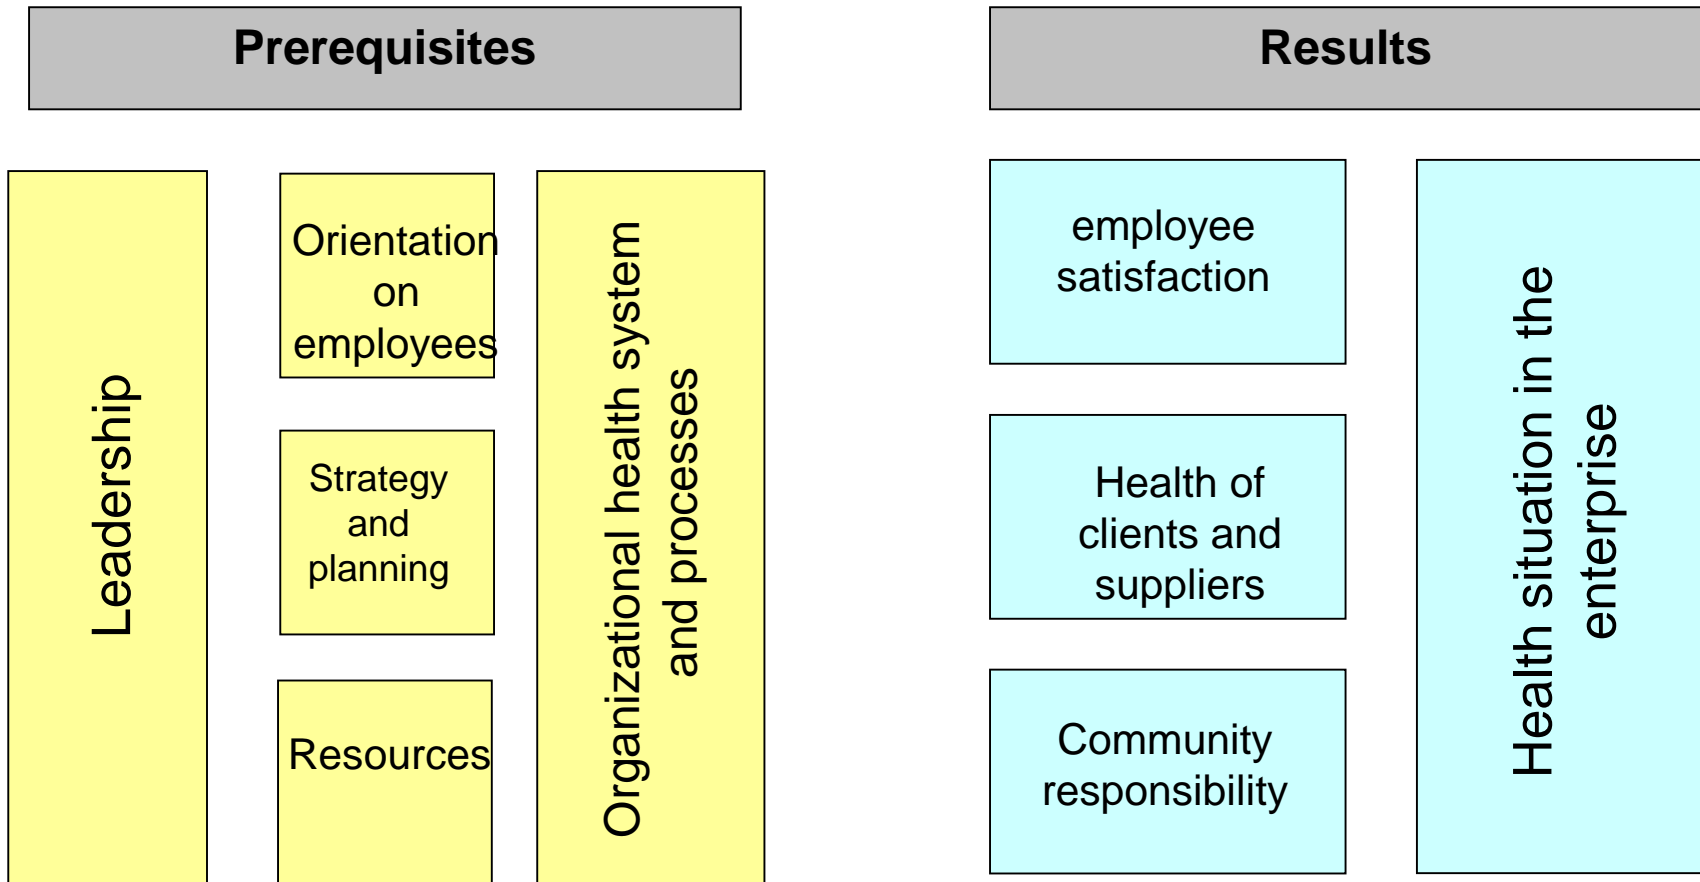 Prerequisites
Results
Leadership
Orientation
on
employees
Strategy
and
planning
Resources
Organizational health system
and processes
employee
satisfaction
Health of
clients and
suppliers
Community
responsibility
Health situation in the
enterprise